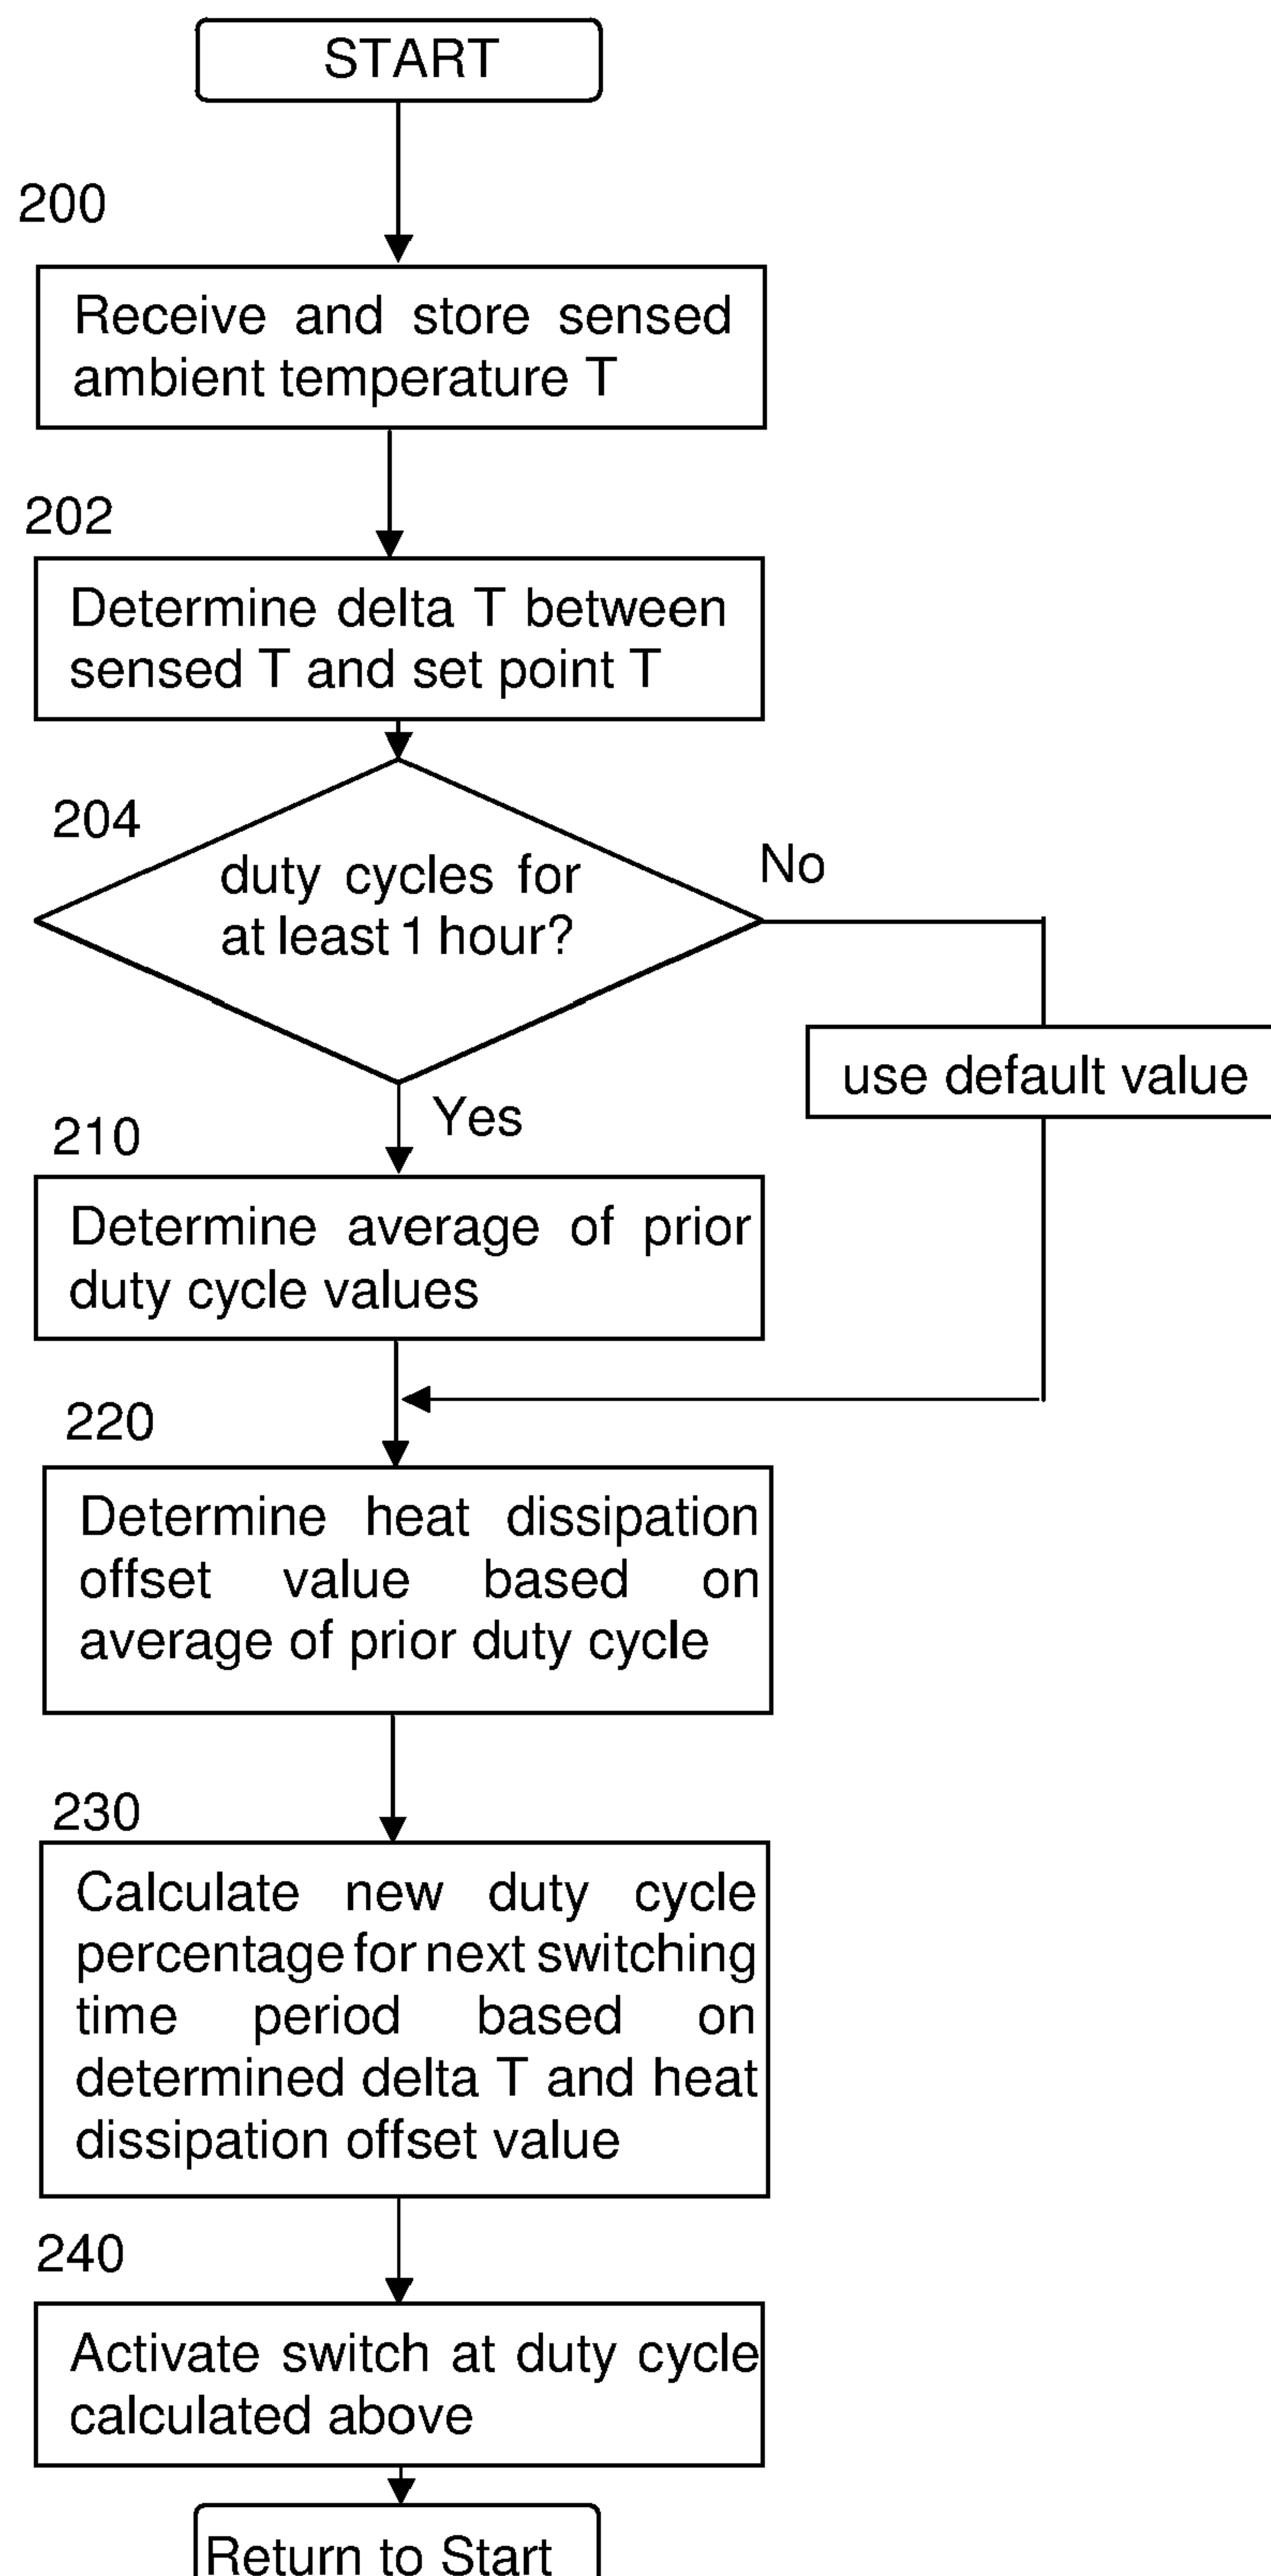 START
200
Receive and store sensed
ambient temperature T
202
Determine delta T between
sensed T and set point T
204
duty cycles for
at least 1 hour?
No
use default value
Yes
210
Determine average of prior
duty cycle values
220
Determine heat dissipation
offset value based on
average of prior duty cycle
230
Calculate new duty cycle
percentage for next switching
time period based on
determined delta T and heat
dissipation offset value
240
Activate switch at duty cycle
calculated above
Return to Start